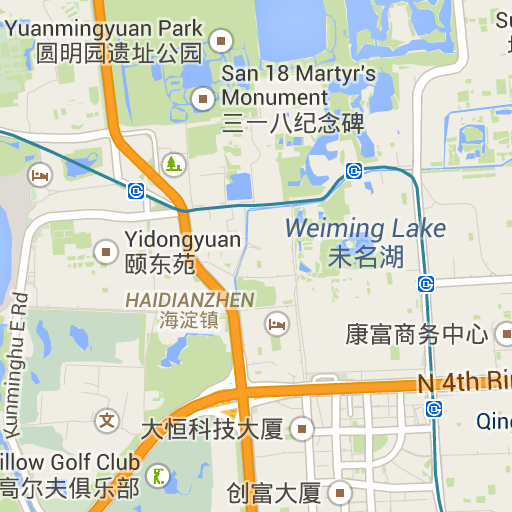 Yuanmingyuan Park
圆明园遗址公园
Su
San 18 Martyr's
Monument
三一八纪念碑
Weiming Lake
未名湖
Yidongyuan
颐东苑
HAIDIANZHEN
海淀镇
Kunminghu E Rd
康富商务中心
N 4th Ri
大恒科技大厦
Qing
illow Golf Club
高尔夫俱乐部
创富大厦
文